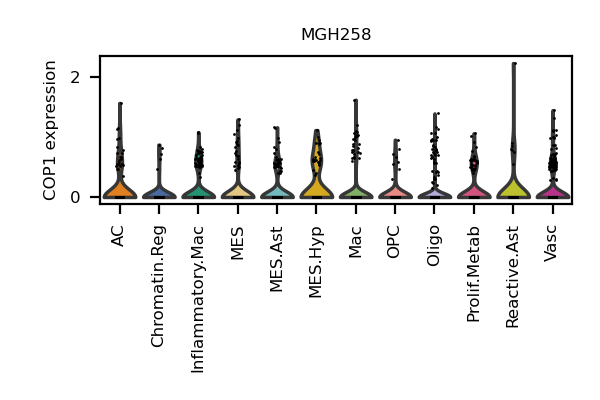 MGH258
COP1 expression
2
0
AC
Chromatin.Reg
Inflammatory.Mac
MES
MES.Ast
MES.Hyp
Mac
OPC
Oligo
Prolif.Metab
Reactive.Ast
Vasc